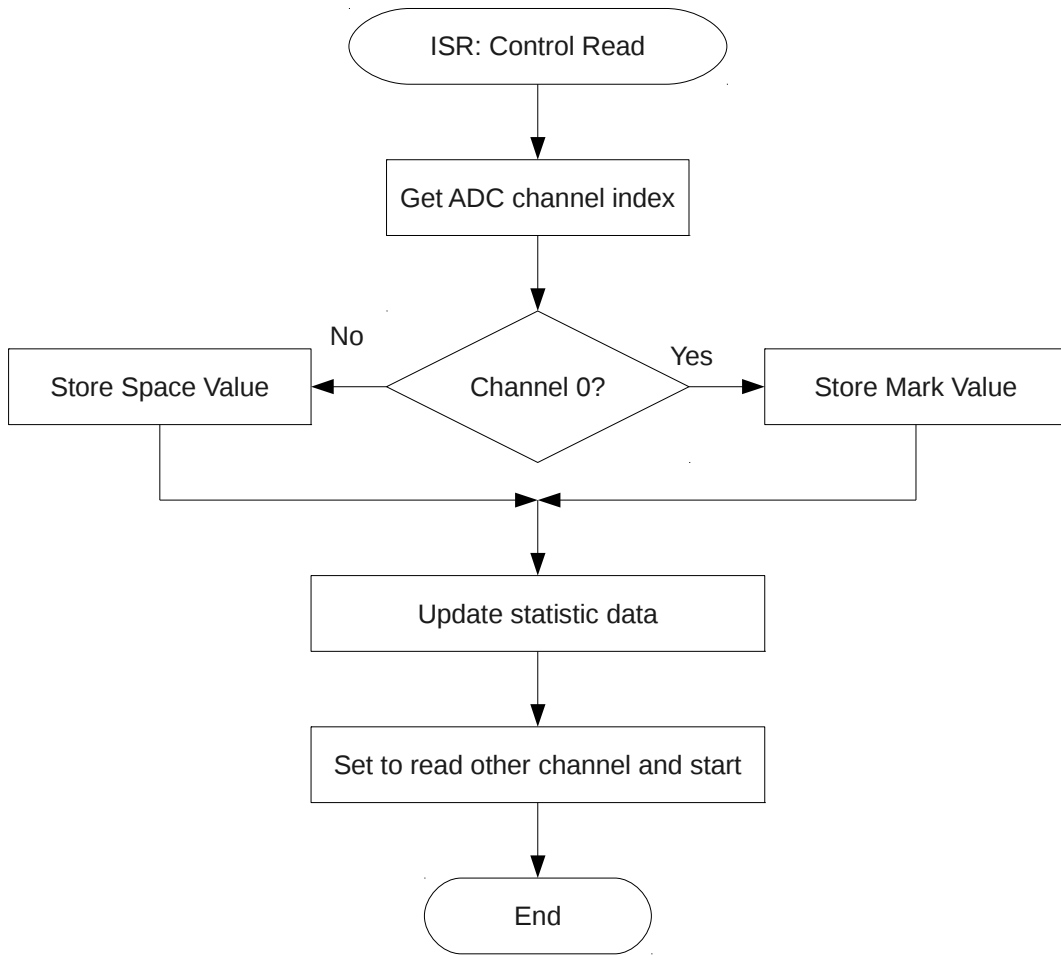 ISR: Control Read
Get ADC channel index
No
Yes
Store Space Value
Channel 0?
Store Mark Value
Update statistic data
Set to read other channel and start
End